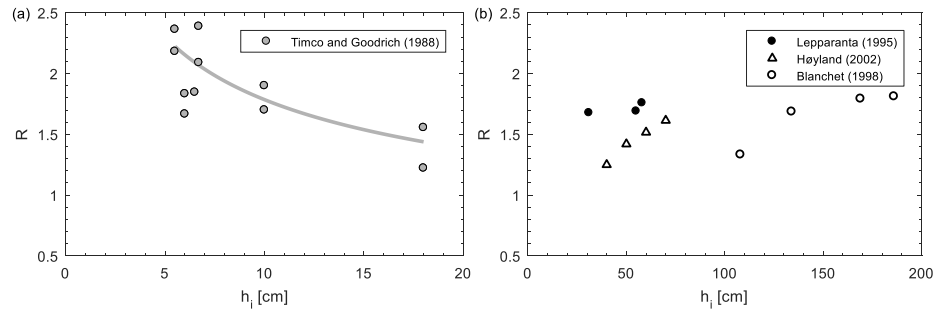 (a)
2.5
2
1.5
1
0.5
R
Timco and Goodrich (1988)
0 5 10 15 20
h_i [cm]
(b)
2.5
2
1.5
1
0.5
R
Lepparanta (1995)
Høyland (2002)
Blanchet (1998)
0 50 100 150 200
h_i [cm]